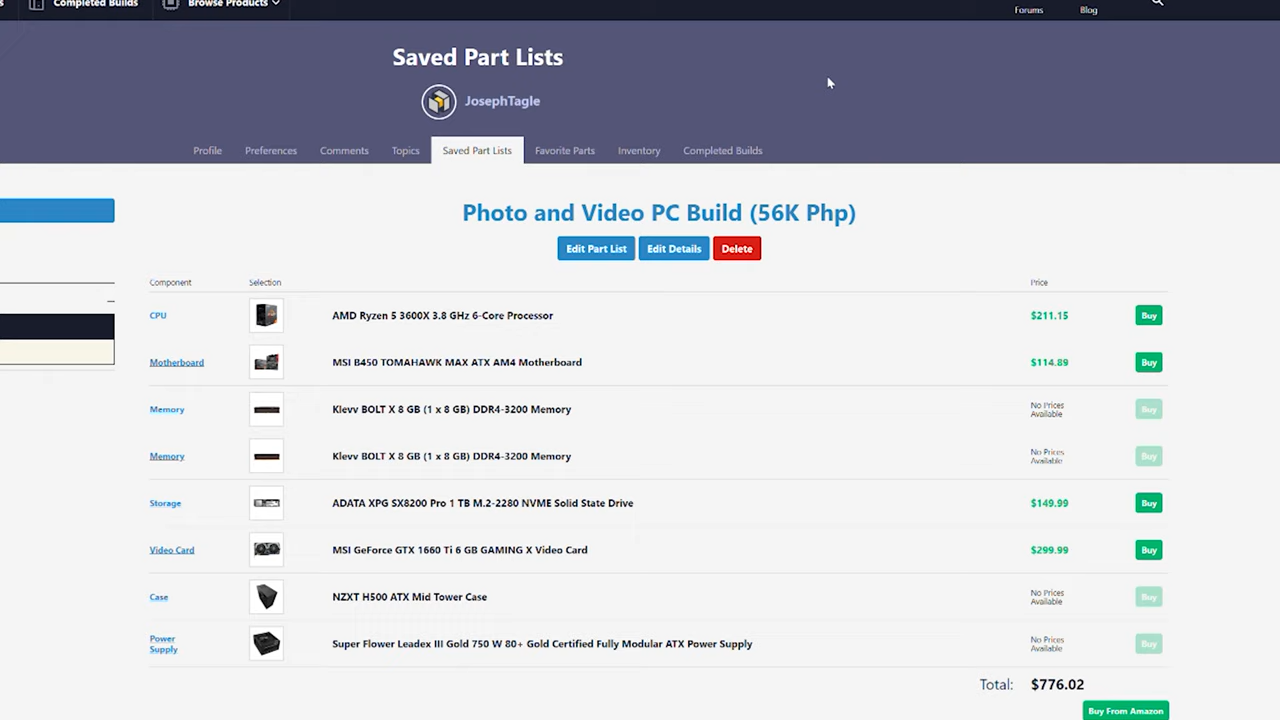 s
Completed Builds
Browse Products
Forums
Blog
Saved Part Lists
JosephTagle
Profile
Preferences
Comments
Topics
Saved Part Lists
Favorite Parts
Inventory
Completed Builds
Photo and Video PC Build (56K Php)
Edit Part List
Edit Details
Delete
Component
Selection
Price
CPU
AMD Ryzen 5 3600X 3.8 GHz 6-Core Processor
$211.15
Buy
Motherboard
MSI B450 TOMAHAWK MAX ATX AM4 Motherboard
$114.89
Buy
Memory
Klevv BOLT X 8 GB (1 x 8 GB) DDR4-3200 Memory
No Prices
Available
Buy
Memory
Klevv BOLT X 8 GB (1 x 8 GB) DDR4-3200 Memory
No Prices
Available
Buy
Storage
ADATA XPG SX8200 Pro 1 TB M.2-2280 NVME Solid State Drive
$149.99
Buy
Video Card
MSI GeForce GTX 1660 Ti 6 GB GAMING X Video Card
$299.99
Buy
Case
NZXT H500 ATX Mid Tower Case
No Prices
Available
Buy
Power
Supply
Super Flower Leadex III Gold 750 W 80+ Gold Certified Fully Modular ATX Power Supply
No Prices
Available
Buy
Total:
$776.02
Buy From Amazon